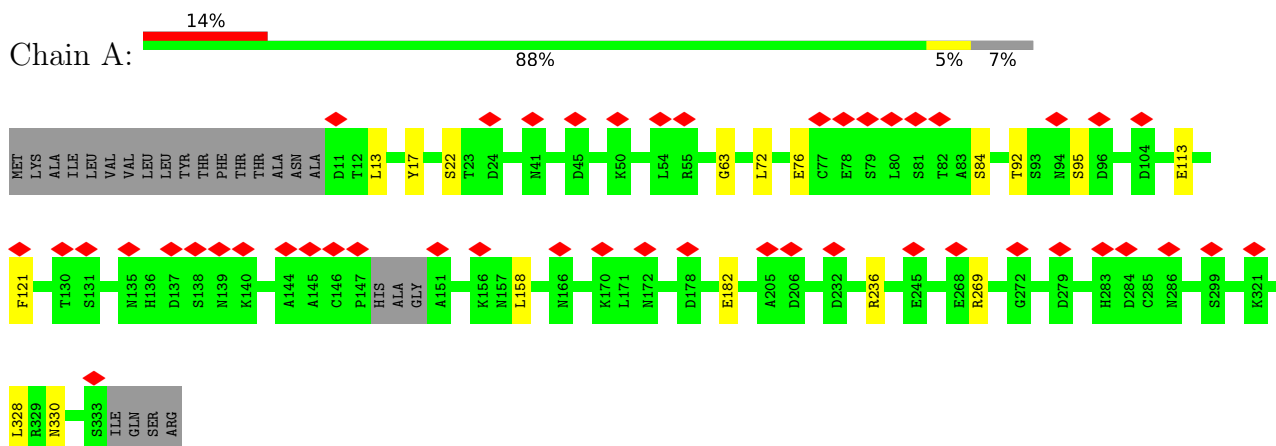 14%
Chain A:
88% 5% 7%
MET LYS ALA ILE LEU VAL VAL LEU LEU TYR THR PHE THR THR ALA ASN ALA D11 T12 L13 Y17 S22 T23 D24 N41 D45 K50 L54 R55 G63 L72 E76 C77 E78 S79 L80 S81 T82 A83 S84 T92 S93 N94 S95 D96 D104 E113
F121 T130 S131 N135 H136 D137 S138 N139 K140 A144 A145 C146 P147 HIS ALA GLY A151 K156 N157 L158 N166 K170 L171 N172 D178 E182 A205 D206 D232 R236 E245 E268 R269 G272 D279 H283 D284 C285 N286 S299 K321
L328 R329 N330 S333 ILE GLN SER ARG